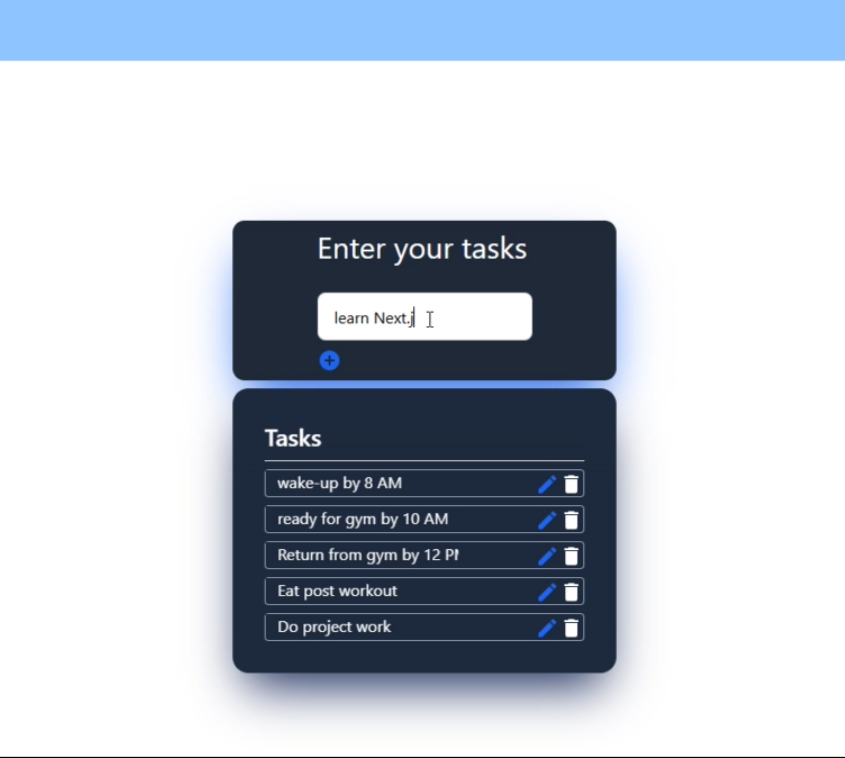 Enter your tasks
learn Next.j
Tasks
wake-up by 8 AM
ready for gym by 10 AM
Return from gym by 12 P
Eat post workout
Do project work